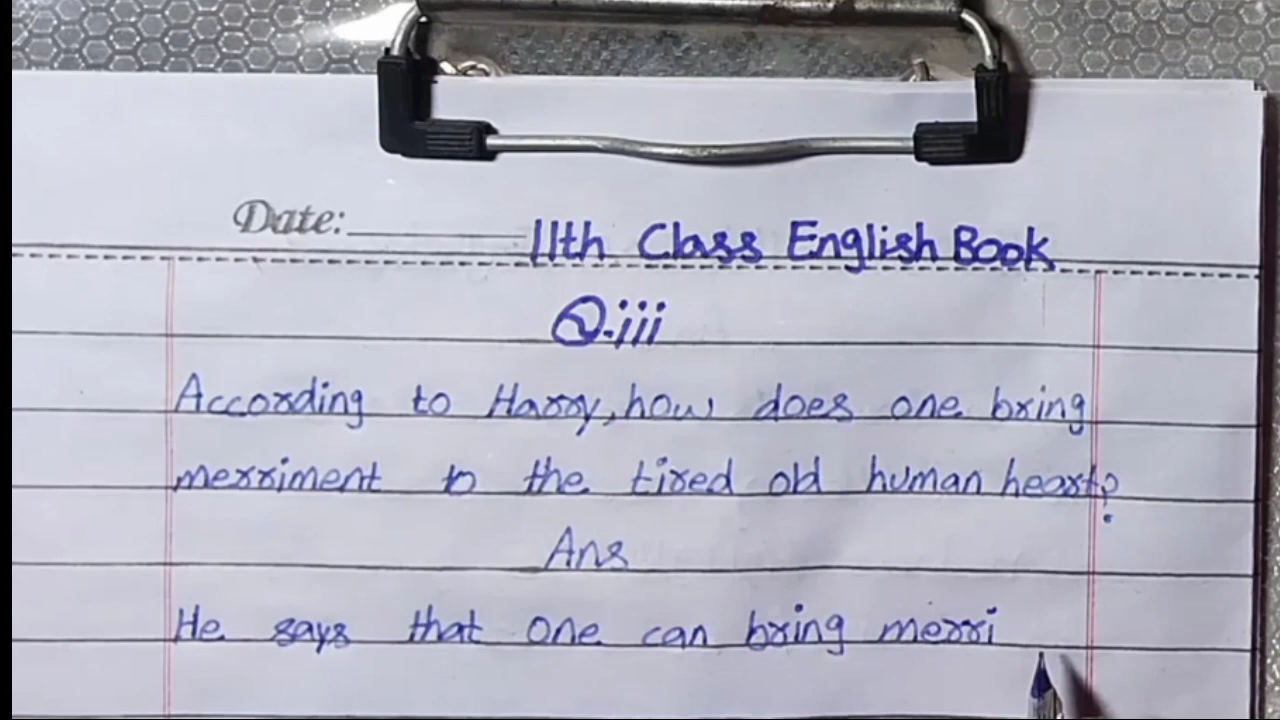 Date: 11th Class English Book
Q.iii
According to Harry, how does one bring
merriment to the tired old human heart?
Ans
He says that one can bring merri